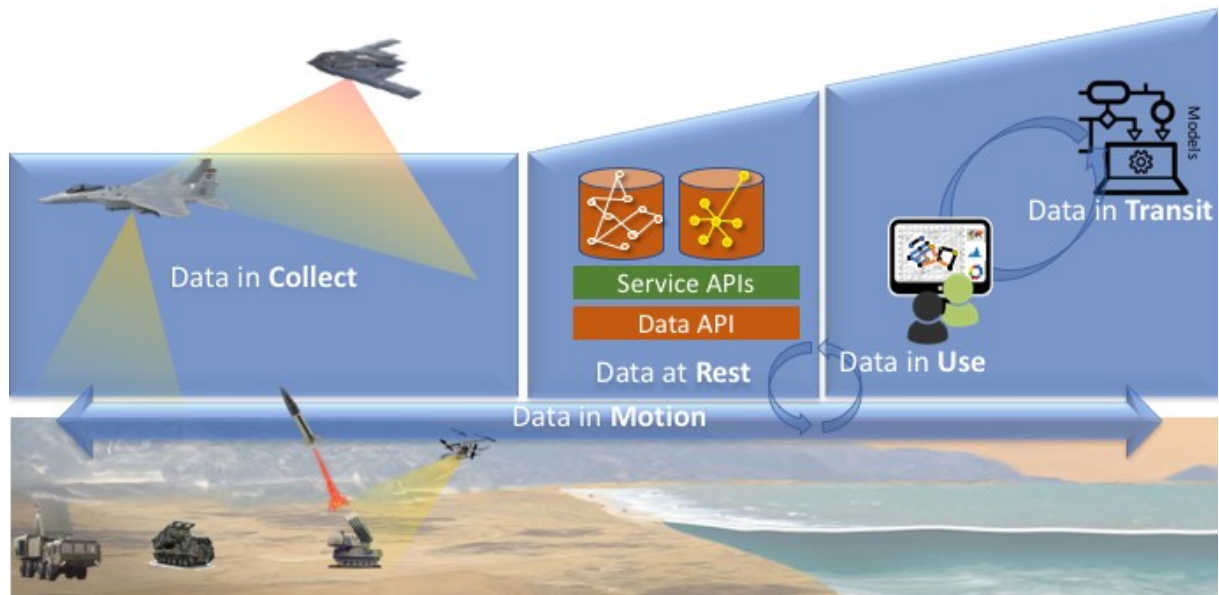 Models
Data in Transit
Data in Collect
Service APIs
Data API
Data in Use
Data at Rest
Data in Motion